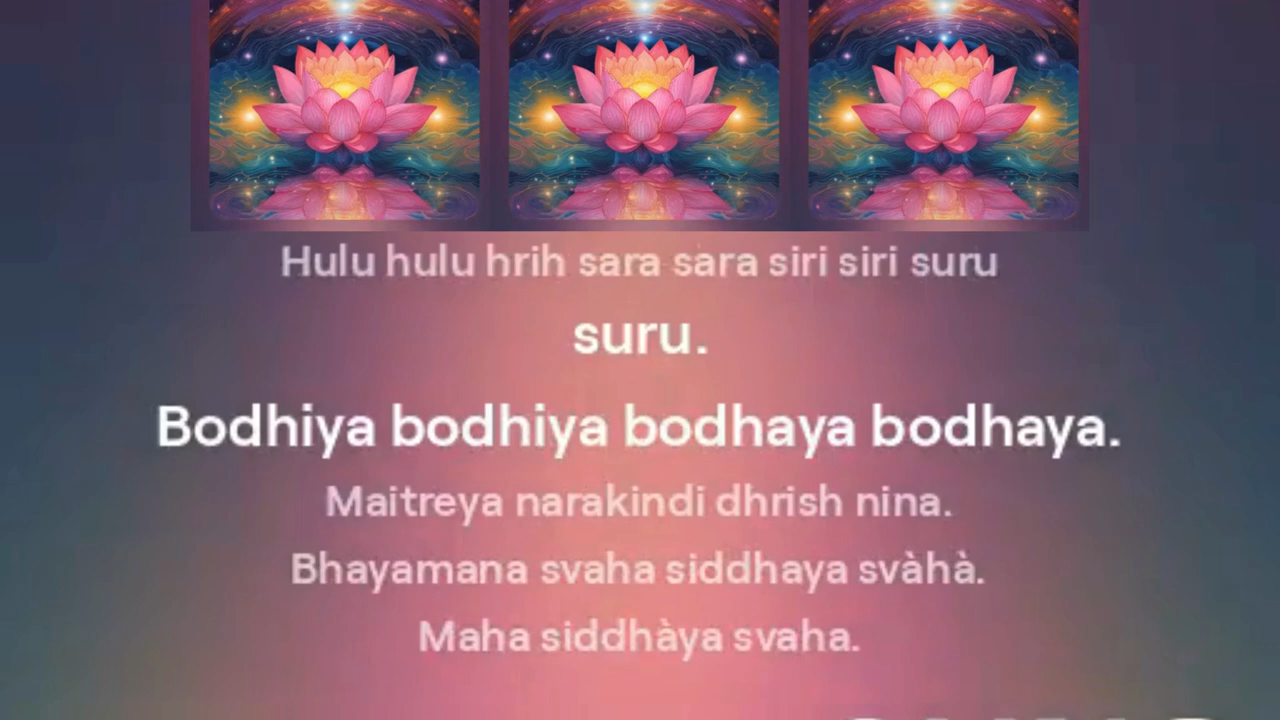 Hulu hulu hrih sara sara siri siri suru
suru.
Bodhiya bodhiya bodhaya bodhaya.
Maitreya narakindi dhrish nina.
Bhayamana svaha siddhaya svàhà.
Maha siddhàya svaha.